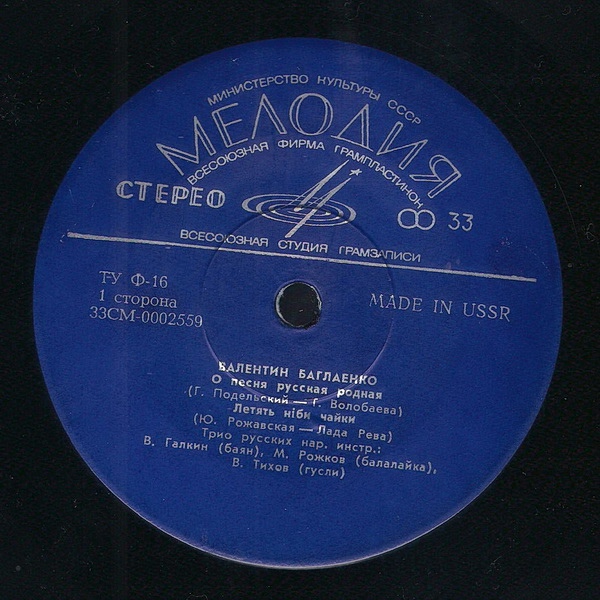 МИНИСТЕРСТВО КУЛЬТУРЫ СССР
МЕЛОДИЯ
ВСЕСОЮЗНАЯ ФИРМА ГРАМПЛАСТИНОК
СТЕРЕО
33
ВСЕСОЮЗНАЯ СТУДИЯ ГРАМЗАПИСИ
ТУ Ф-16
1 сторона
33СМ-0002559
MADE IN USSR
ВАЛЕНТИН БАГЛАЕНКО
О песня русская родная
(Г. Подельский — Г. Волобаева)
Летять нiби чайки
(Ю. Рожавская — Лада Рева)
Трио русских нар. инстр.:
В. Галкин (баян), М. Рожков (балалайка),
В. Тихов (гусли)